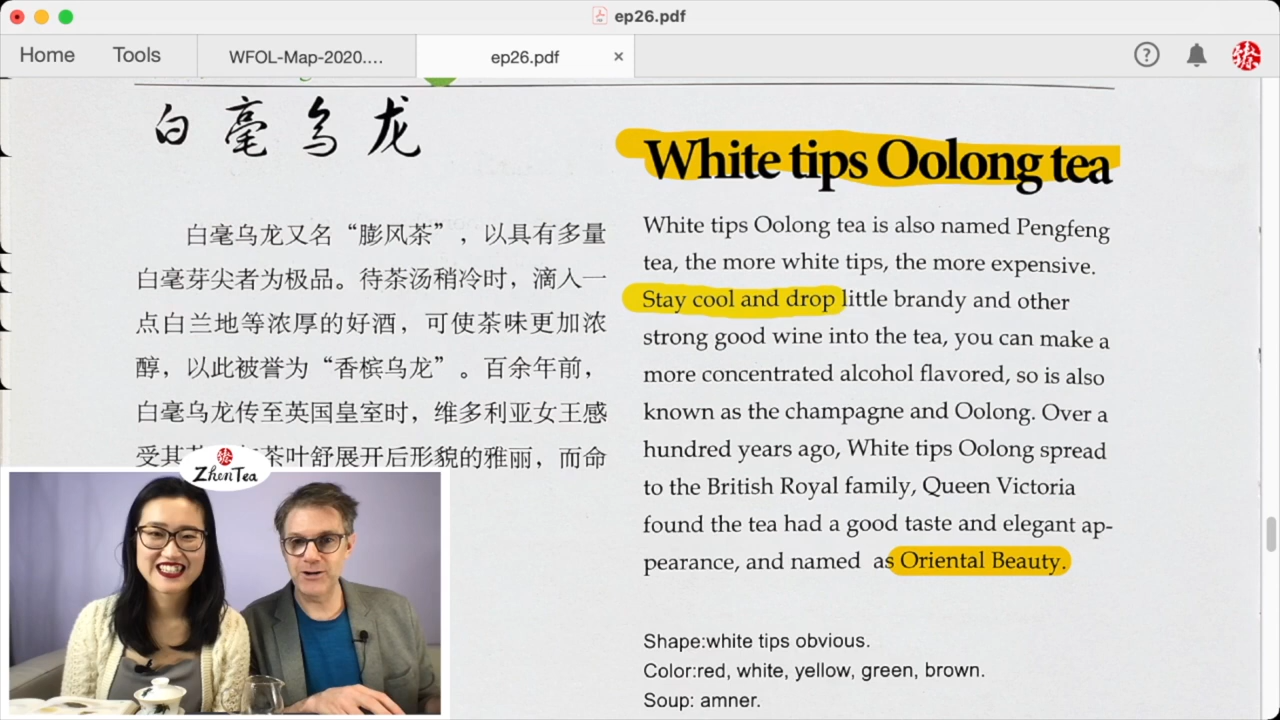 ep26.pdf
Home
Tools
WFOL-Map-2020....
ep26.pdf
白毫乌龙
白毫乌龙又名“膨风茶”，以具有多量
白毫芽尖者为极品。待茶汤稍冷时，滴入一
点白兰地等浓厚的好酒，可使茶味更加浓
醇，以此被誉为“香槟乌龙”。百余年前，
白毫乌龙传至英国皇室时，维多利亚女王感
受其茶叶舒展开后形貌的雅丽，而命
White tips Oolong tea
White tips Oolong tea is also named Pengfeng
tea, the more white tips, the more expensive.
Stay cool and drop little brandy and other
strong good wine into the tea, you can make a
more concentrated alcohol flavored, so is also
known as the champagne and Oolong. Over a
hundred years ago, White tips Oolong spread
to the British Royal family, Queen Victoria
found the tea had a good taste and elegant ap-
pearance, and named as Oriental Beauty.
Shape:white tips obvious.
Color:red, white, yellow, green, brown.
Soup: amner.
ZhenTea